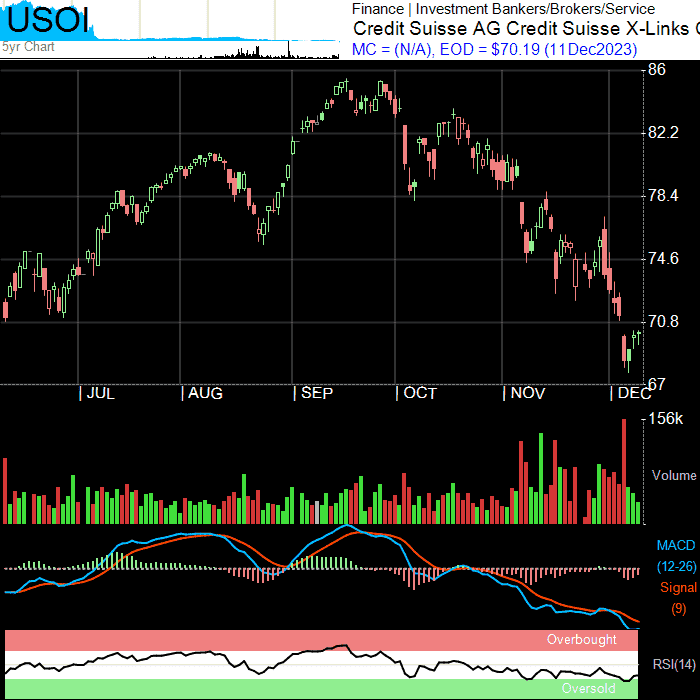 USOI
5yr Chart
Finance | Investment Bankers/Brokers/Service
Credit Suisse AG Credit Suisse X-Links
MC = (N/A), EOD = $70.19 (11Dec2023)
86
82.2
78.4
74.6
70.8
67
| JUL | AUG | SEP | OCT | NOV | DEC
156k
Volume
MACD
(12-26)
Signal
(9)
Overbought
RSI(14)
Oversold